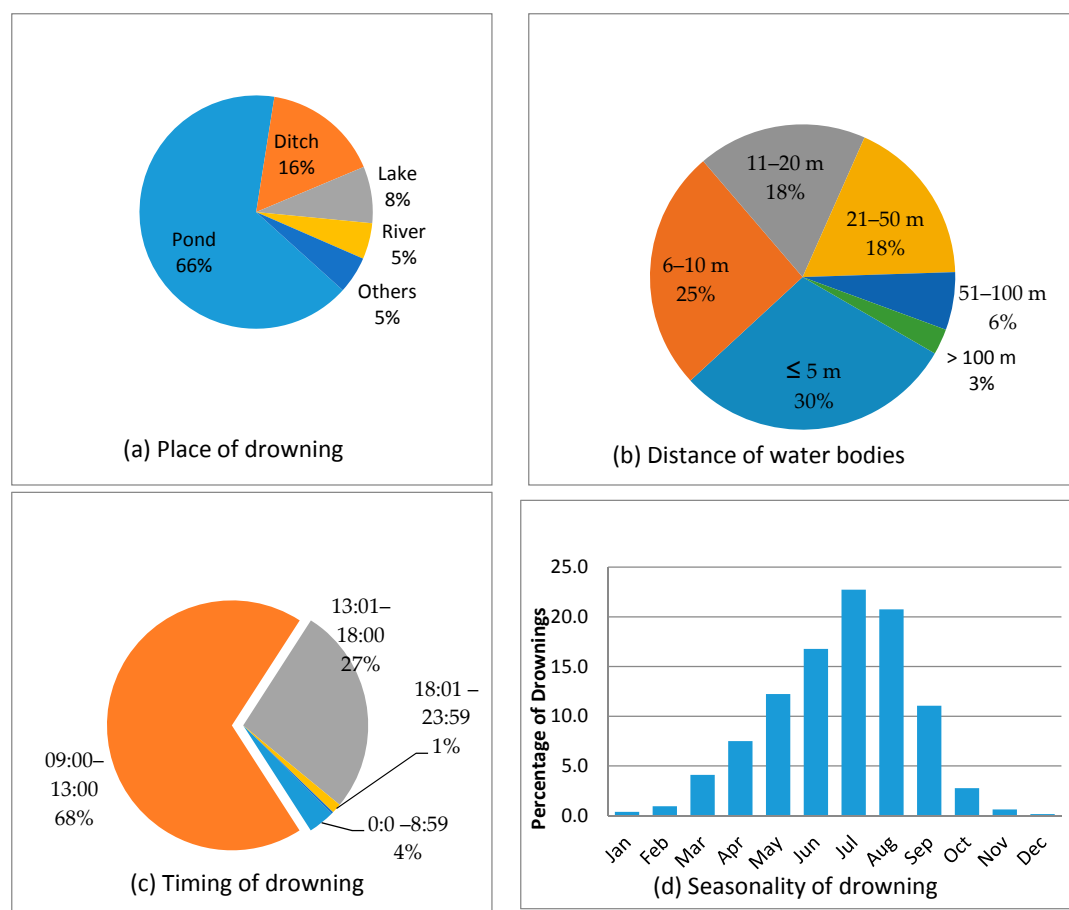 Ditch
16%
Lake
8%
River
5%
Others
5%
Pond
66%
(a) Place of drowning
11–20 m
18%
21–50 m
18%
6–10 m
25%
51–100 m
6%
> 100 m
3%
≤ 5 m
30%
(b) Distance of water bodies
13:01–
18:00
27%
18:01 –
23:59
1%
09:00–
13:00
68%
0:0 –8:59
4%
(c) Timing of drowning
Percentage of Drownings
25.0
20.0
15.0
10.0
5.0
0.0
Jan Feb Mar Apr May Jun Jul Aug Sep Oct Nov Dec
(d) Seasonality of drowning